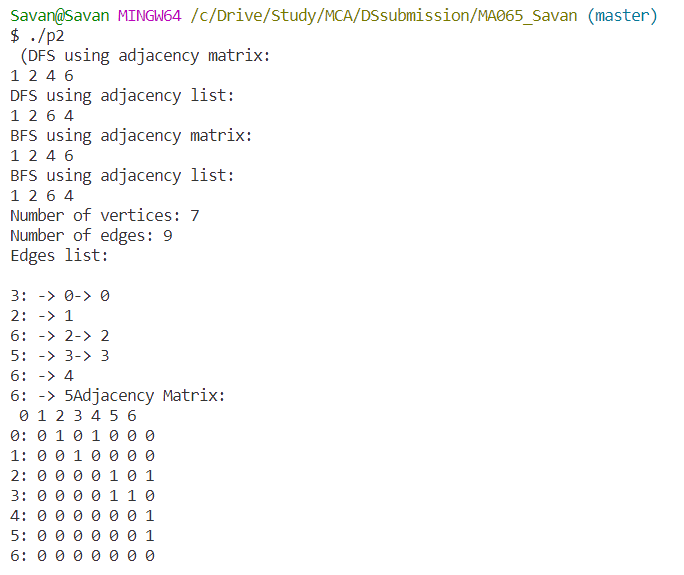 Savan@Savan MINGW64 /c/Drive/Study/MCA/DSsubmission/MA065_Savan (master)
$ ./p2
 (DFS using adjacency matrix:
1 2 4 6
DFS using adjacency list:
1 2 6 4
BFS using adjacency matrix:
1 2 4 6
BFS using adjacency list:
1 2 6 4
Number of vertices: 7
Number of edges: 9
Edges list:

3: -> 0-> 0
2: -> 1
6: -> 2-> 2
5: -> 3-> 3
6: -> 4
6: -> 5Adjacency Matrix:
 0 1 2 3 4 5 6
0: 0 1 0 1 0 0 0
1: 0 0 1 0 0 0 0
2: 0 0 0 0 1 0 1
3: 0 0 0 0 1 1 0
4: 0 0 0 0 0 0 1
5: 0 0 0 0 0 0 1
6: 0 0 0 0 0 0 0